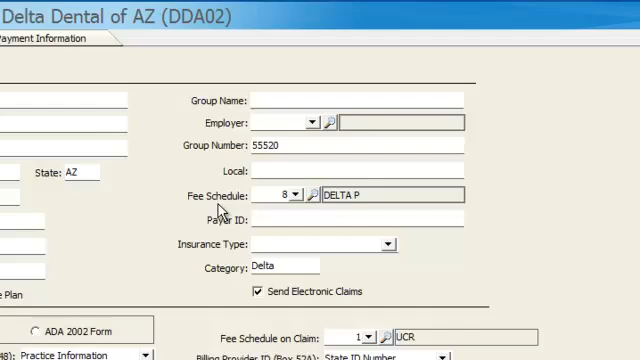 Delta Dental of AZ (DDA02)
Payment Information
Group Name:
Employer:
Group Number: 55520
State: AZ
Local:
Fee Schedule: 8 DELTA P
Payer ID:
Insurance Type:
Category: Delta
e Plan
Send Electronic Claims
ADA 2002 Form
Fee Schedule on Claim: 1 UCR
48): Practice Information
Billing Provider ID (Box 52A): State ID Number